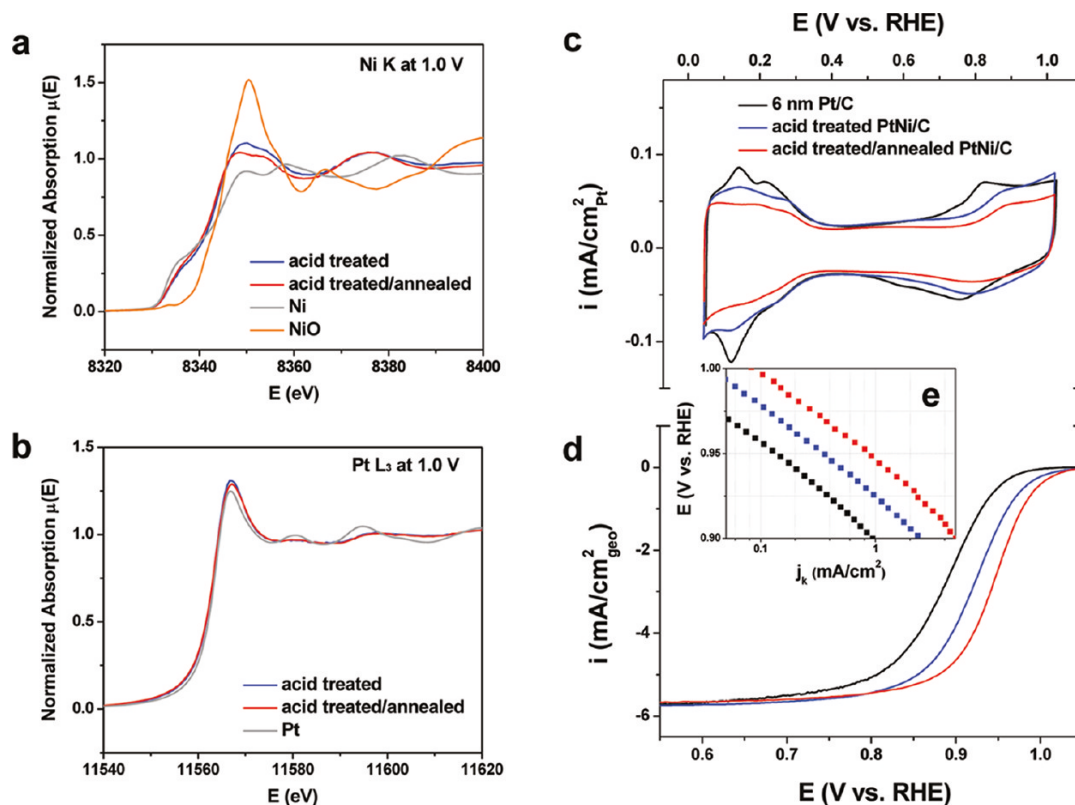 a
Ni K at 1.0 V
Normalized Absorption μ(E)
1.5
1.0
0.5
0.0
acid treated
acid treated/annealed
Ni
NiO
8320 8340 8360 8380 8400
E (eV)
b
Pt L₃ at 1.0 V
Normalized Absorption μ(E)
1.5
1.0
0.5
0.0
acid treated
acid treated/annealed
Pt
11540 11560 11580 11600 11620
E (eV)
c
E (V vs. RHE)
0.0 0.2 0.4 0.6 0.8 1.0
6 nm Pt/C
acid treated PtNi/C
acid treated/annealed PtNi/C
i (mA/cm²Pt)
0.1
0.0
-0.1
e
E (V vs. RHE)
1.00
0.95
0.90
0.1 1
jk (mA/cm²)
d
i (mA/cm²geo)
0
-2
-4
-6
0.6 0.7 0.8 0.9 1.0
E (V vs. RHE)